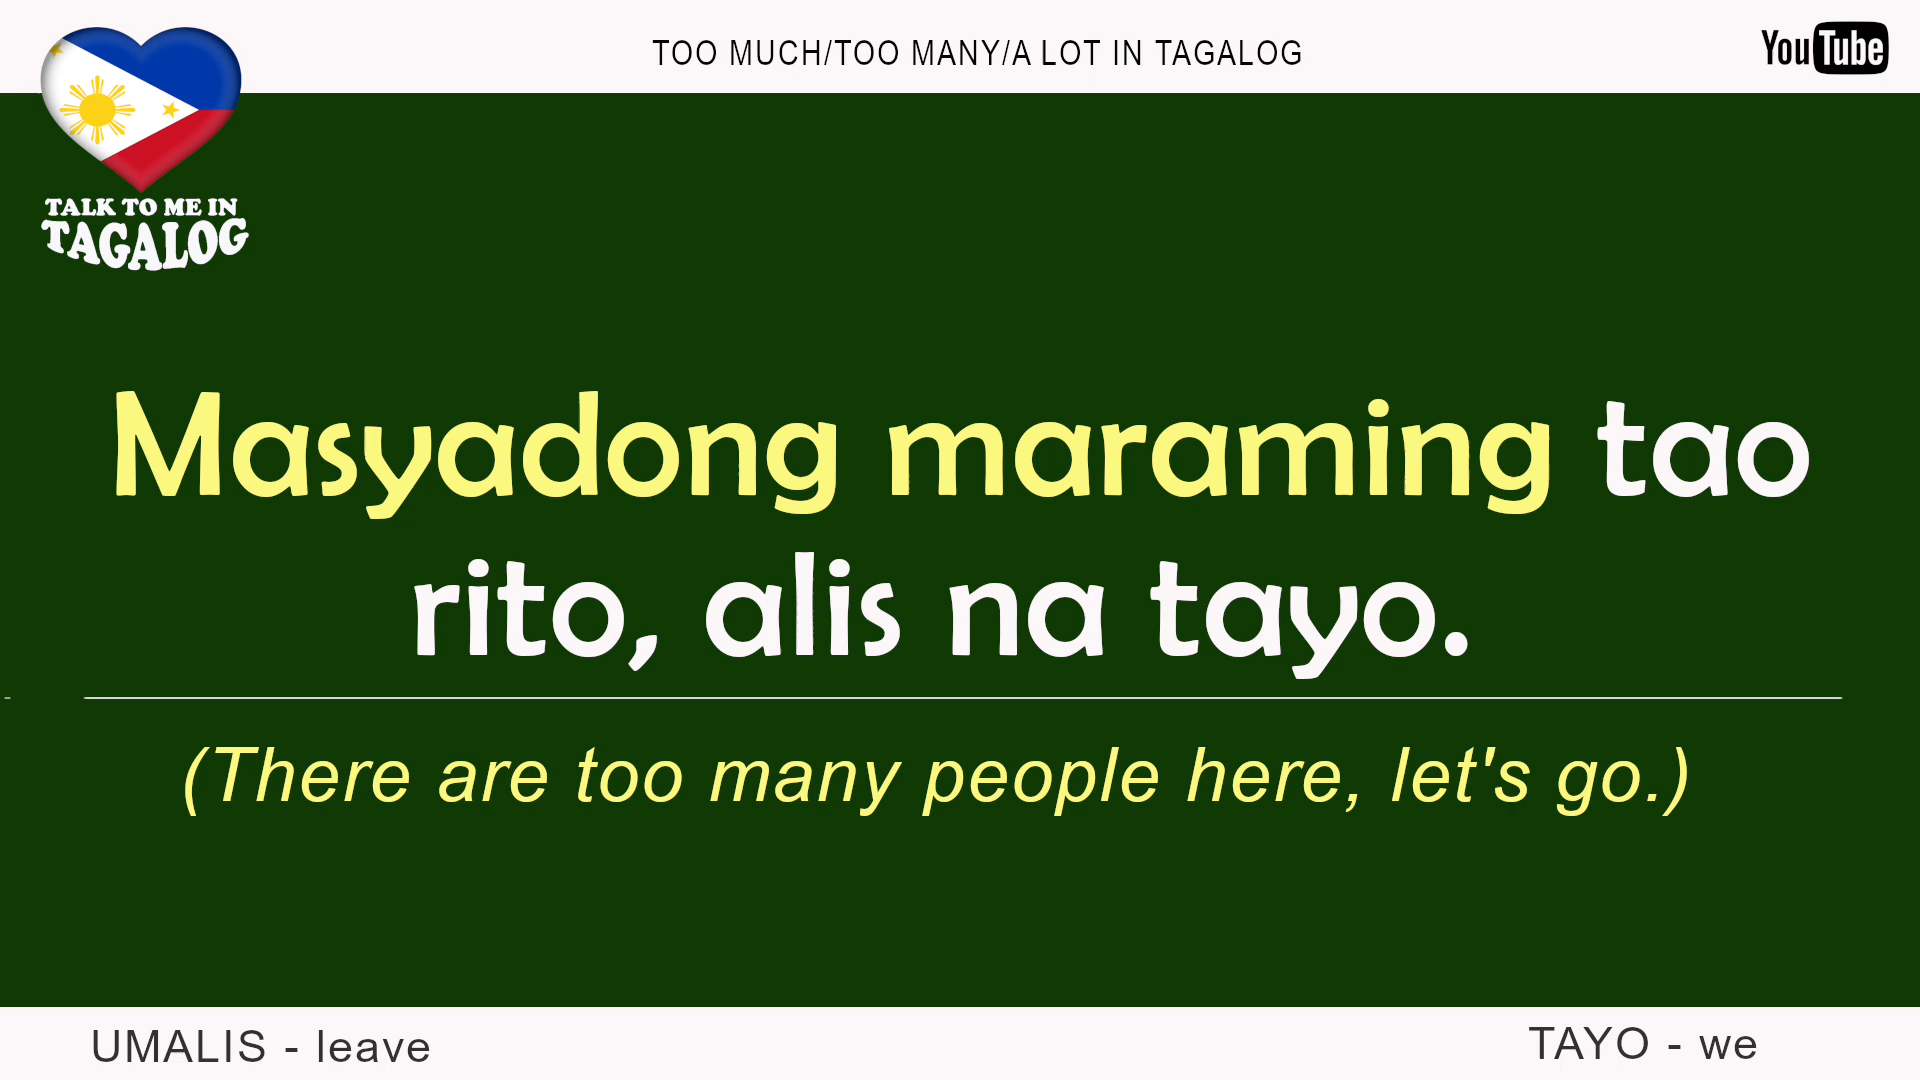 TOO MUCH/TOO MANY/A LOT IN TAGALOG
YouTube
TALK TO ME IN
TAGALOG
Masyadong maraming tao
rito, alis na tayo.
(There are too many people here, let's go.)
UMALIS - leave
TAYO - we